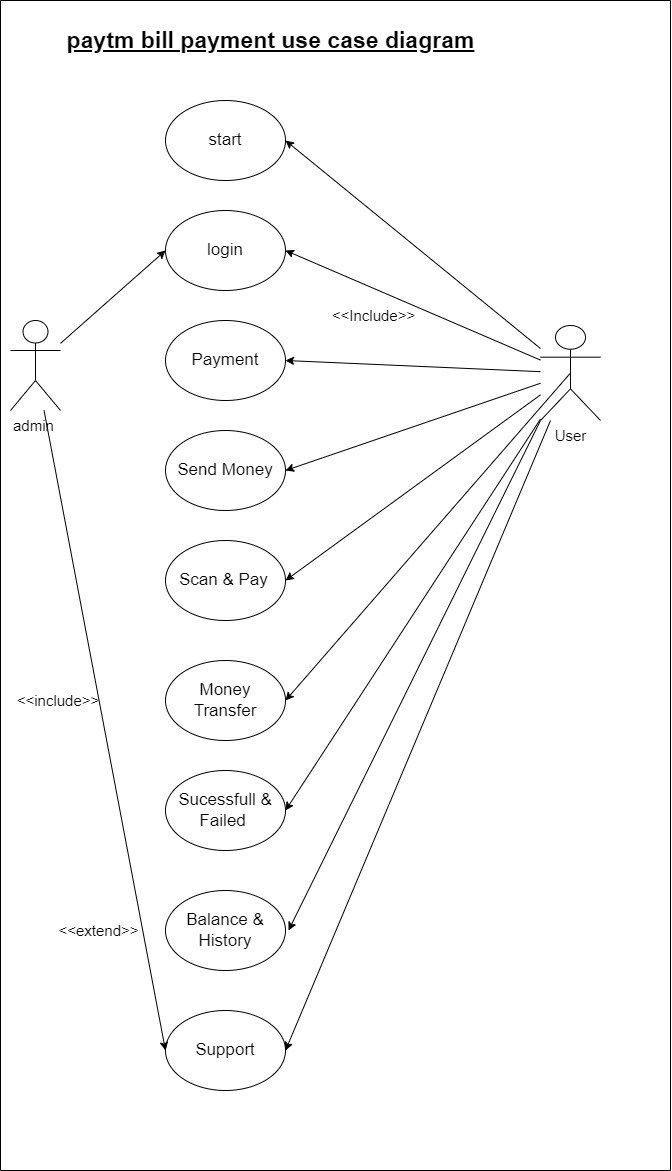 paytm bill payment use case diagram
start
login
<<Include>>
Payment
admin
User
Send Money
Scan & Pay
<<include>>
Money
Transfer
Sucessfull &
Failed
Balance &
History
<<extend>>
Support